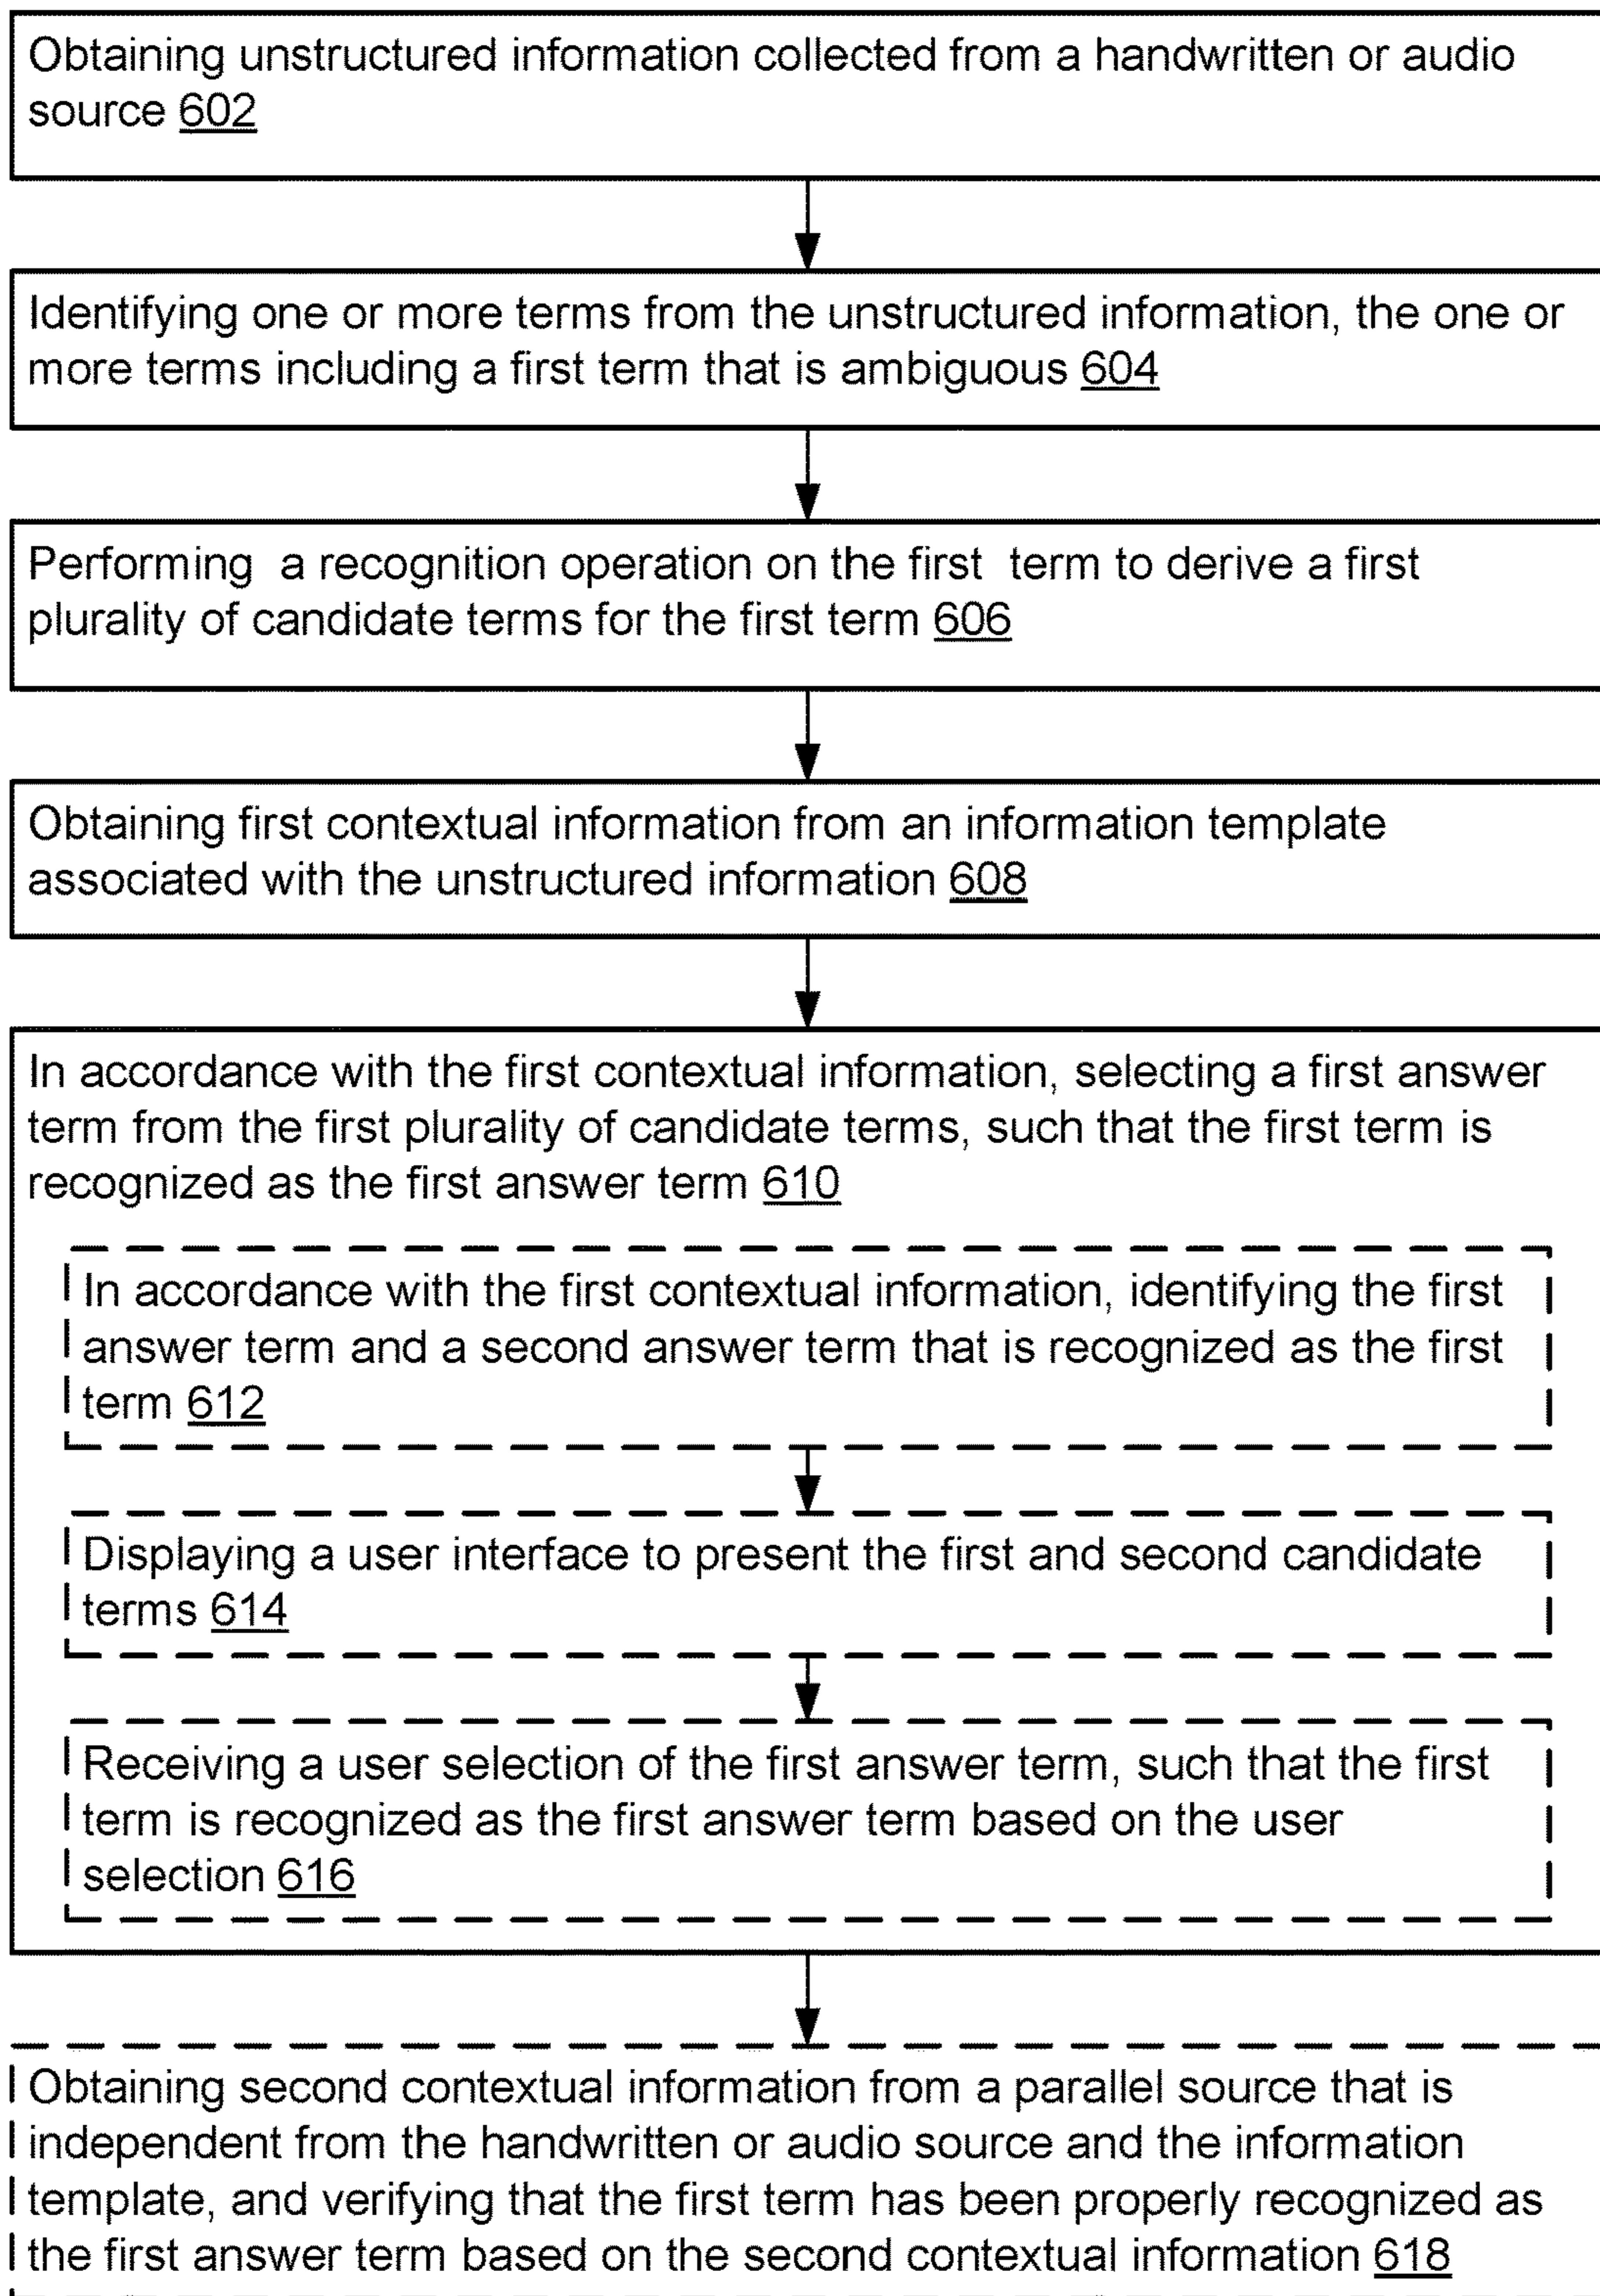 Obtaining unstructured information collected from a handwritten or audio
source 602
Identifying one or more terms from the unstructured information, the one or
more terms including a first term that is ambiguous 604
Performing a recognition operation on the first term to derive a first
plurality of candidate terms for the first term 606
Obtaining first contextual information from an information template
associated with the unstructured information 608
In accordance with the first contextual information, selecting a first answer
term from the first plurality of candidate terms, such that the first term is
recognized as the first answer term 610
In accordance with the first contextual information, identifying the first
answer term and a second answer term that is recognized as the first
term 612
Displaying a user interface to present the first and second candidate
terms 614
Receiving a user selection of the first answer term, such that the first
term is recognized as the first answer term based on the user
selection 616
Obtaining second contextual information from a parallel source that is
independent from the handwritten or audio source and the information
template, and verifying that the first term has been properly recognized as
the first answer term based on the second contextual information 618